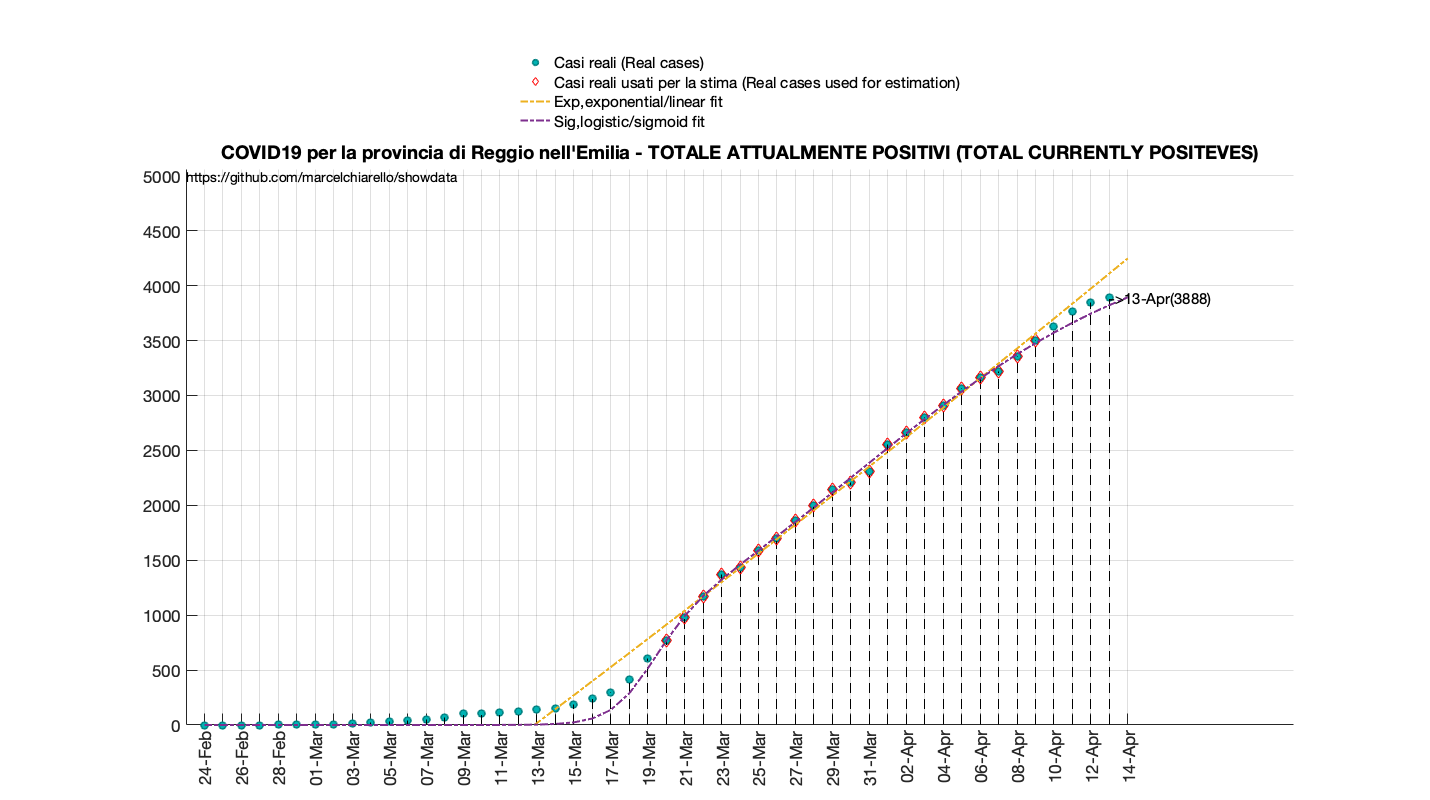 Casi reali (Real cases)
Casi reali usati per la stima (Real cases used for estimation)
Exp,exponential/linear fit
Sig,logistic/sigmoid fit
COVID19 per la provincia di Reggio nell'Emilia - TOTALE ATTUALMENTE POSITIVI (TOTAL CURRENTLY POSITEVES)
https://github.com/marcelchiarello/showdata
5000
4500
4000
3500
3000
2500
2000
1500
1000
500
0
->13-Apr(3888)
24-Feb
26-Feb
28-Feb
01-Mar
03-Mar
05-Mar
07-Mar
09-Mar
11-Mar
13-Mar
15-Mar
17-Mar
19-Mar
21-Mar
23-Mar
25-Mar
27-Mar
29-Mar
31-Mar
02-Apr
04-Apr
06-Apr
08-Apr
10-Apr
12-Apr
14-Apr